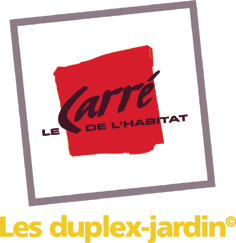 Carré
LE DE L'HABITAT
Les duplex-jardin©